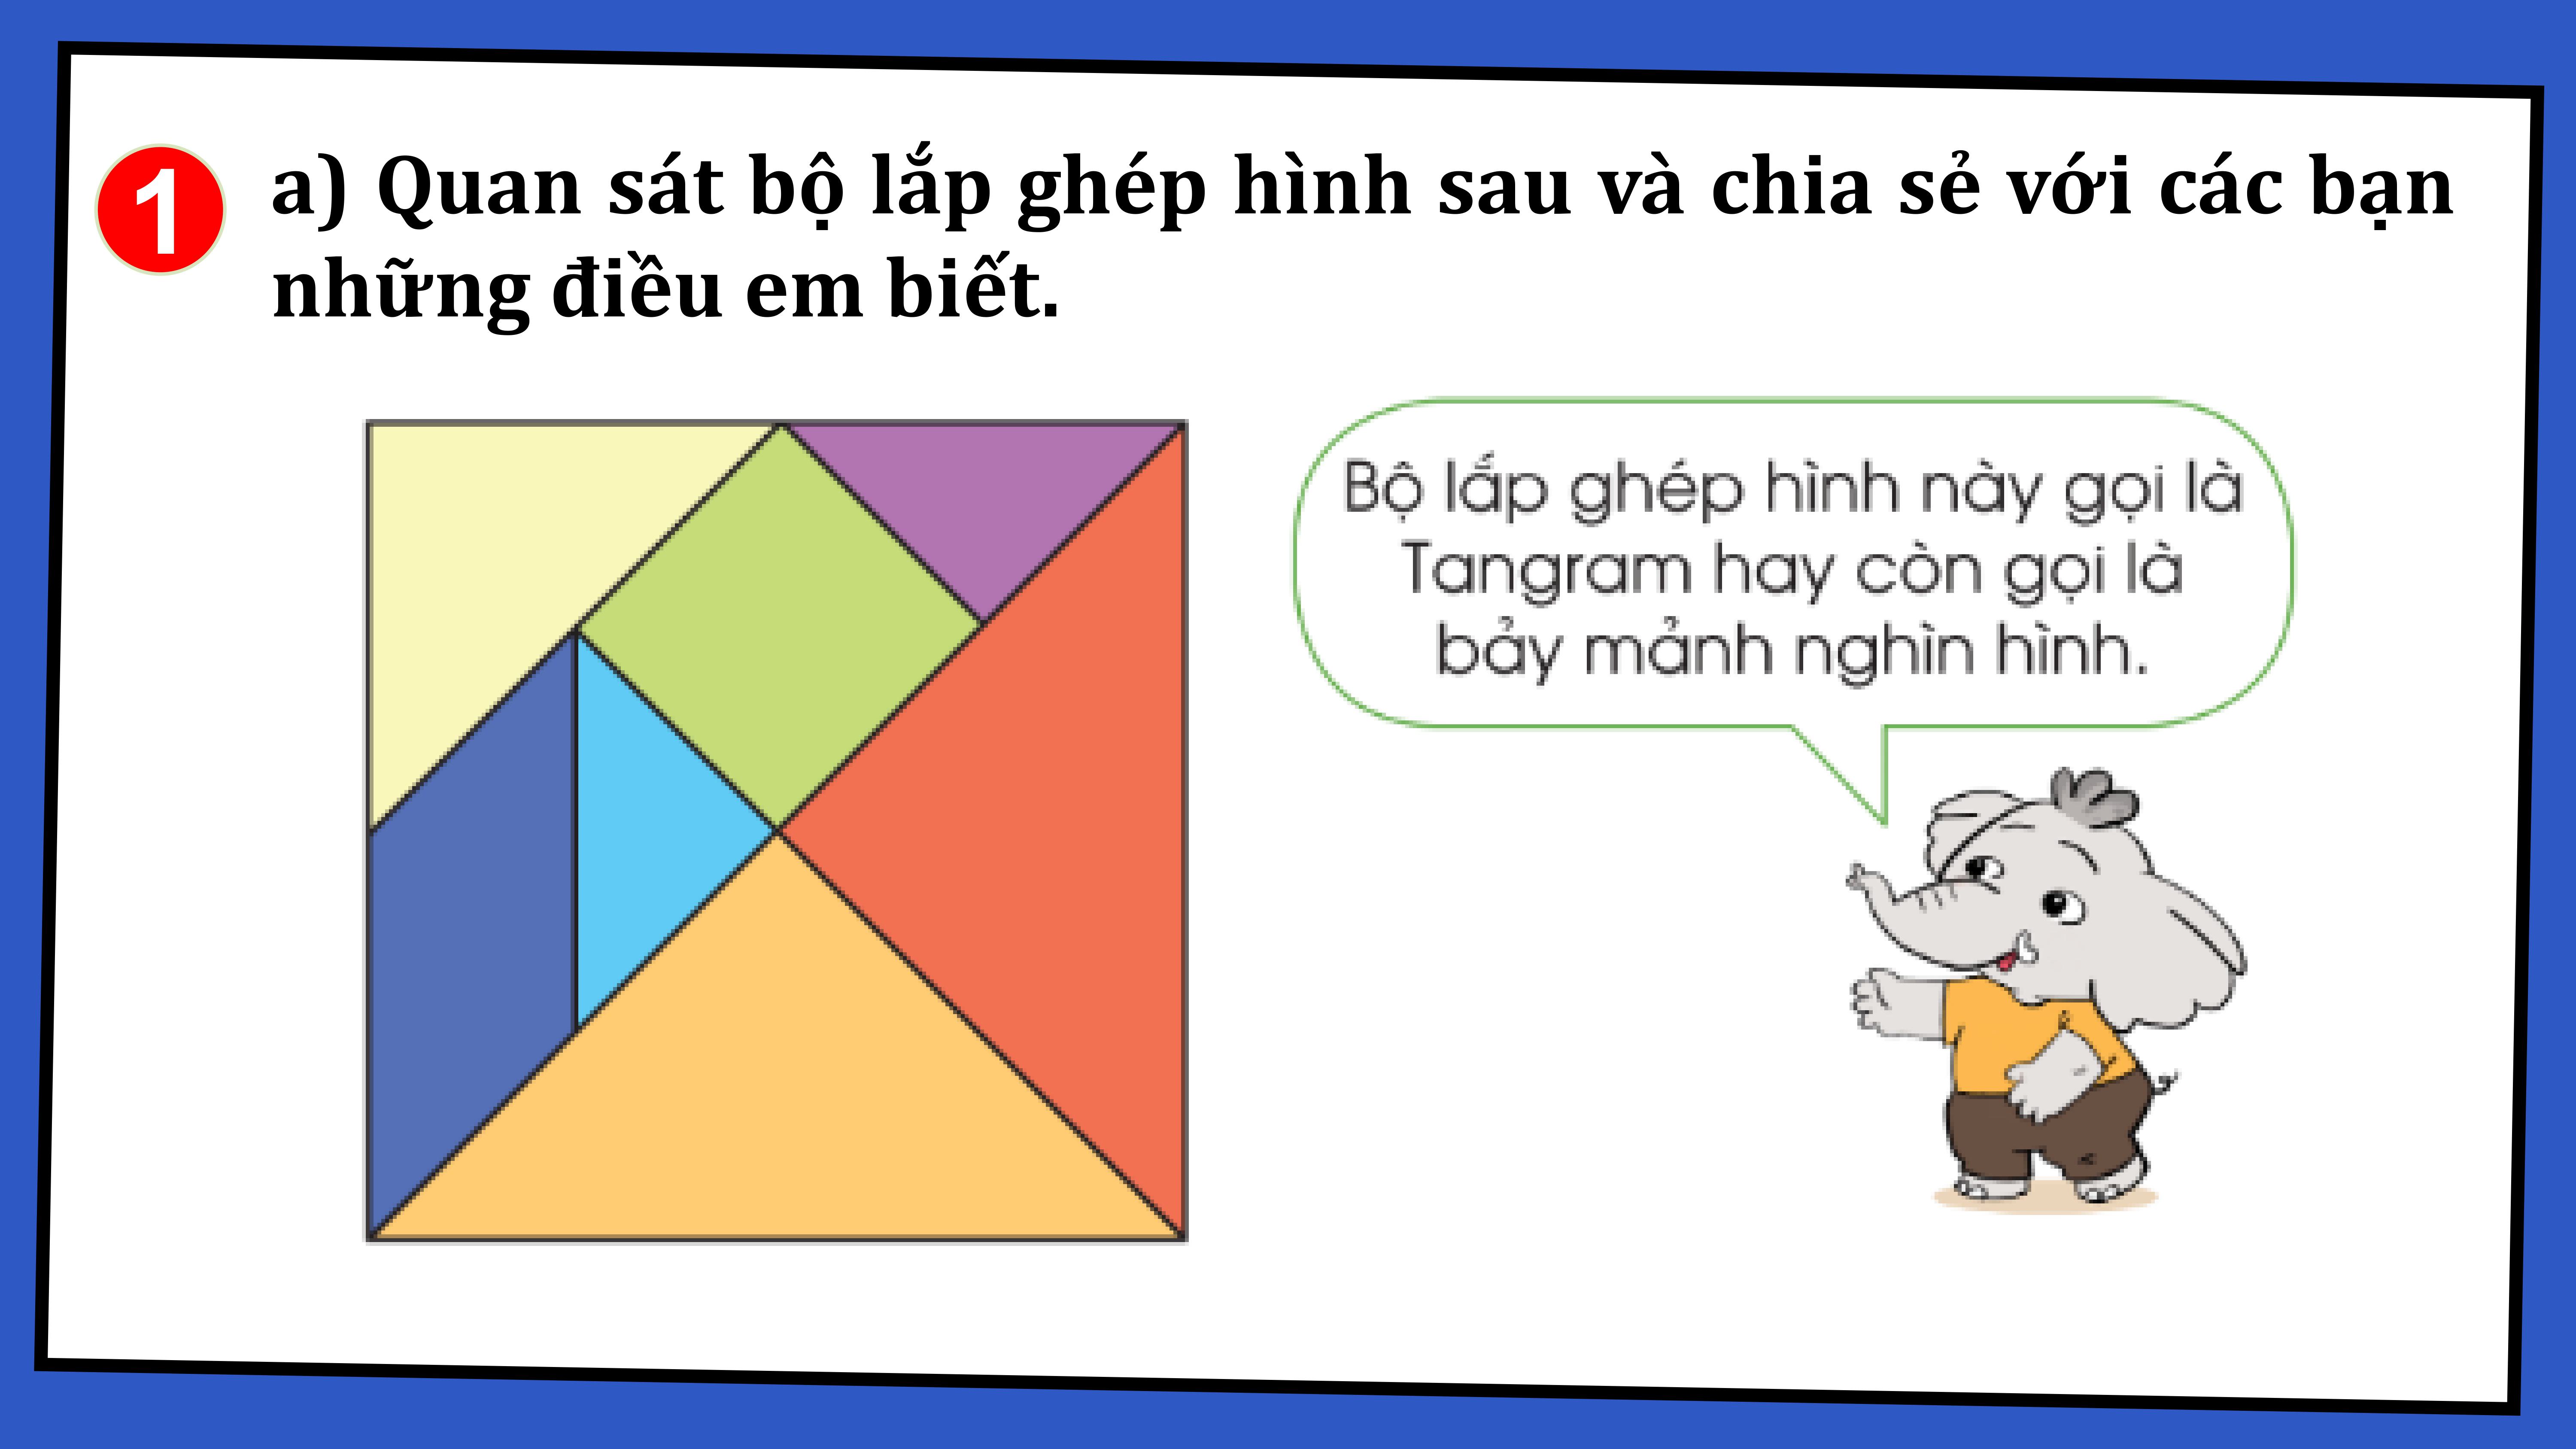 1
a) Quan sát bộ lắp ghép hình sau và chia sẻ với các bạn
những điều em biết.
Bộ lắp ghép hình này gọi là
Tangram hay còn gọi là
bảy mảnh nghìn hình.